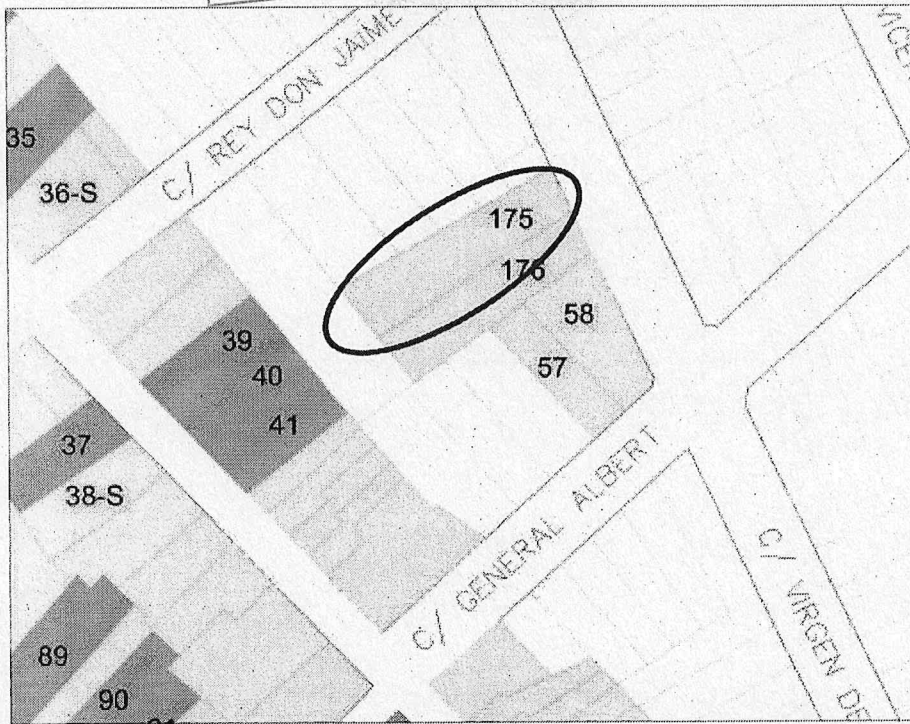 C/ REY DON JAIME
35
36-S
175
176
58
57
39
40
41
37
38-S
C/ GENERAL ALBERT
C/ VIRGEN DE
89
90